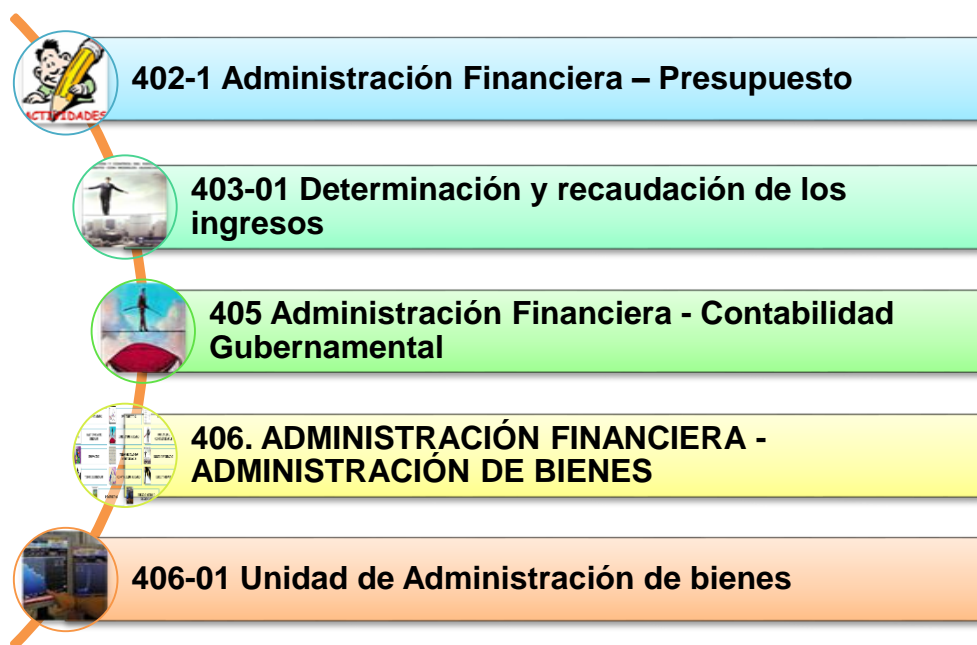 ACTIVIDADES
402-1 Administración Financiera – Presupuesto
403-01 Determinación y recaudación de los
ingresos
405 Administración Financiera - Contabilidad
Gubernamental
406. ADMINISTRACIÓN FINANCIERA -
ADMINISTRACIÓN DE BIENES
406-01 Unidad de Administración de bienes